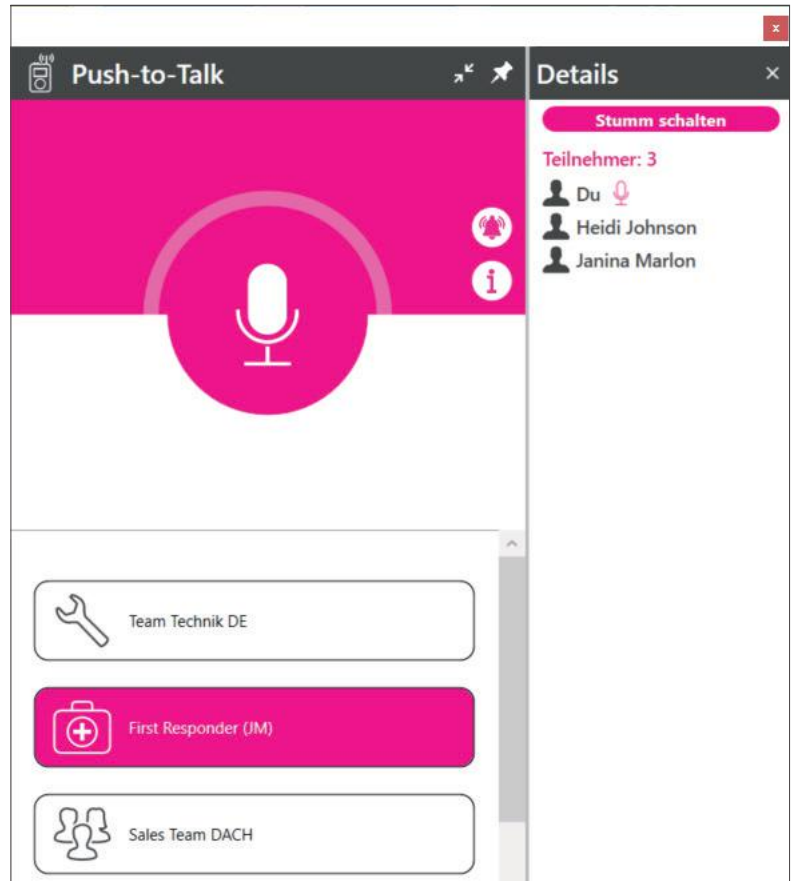 Push-to-Talk
Team Technik DE
First Responder (JM)
Sales Team DACH
Details
Stumm schalten
Teilnehmer: 3
Du
Heidi Johnson
Janina Marlon